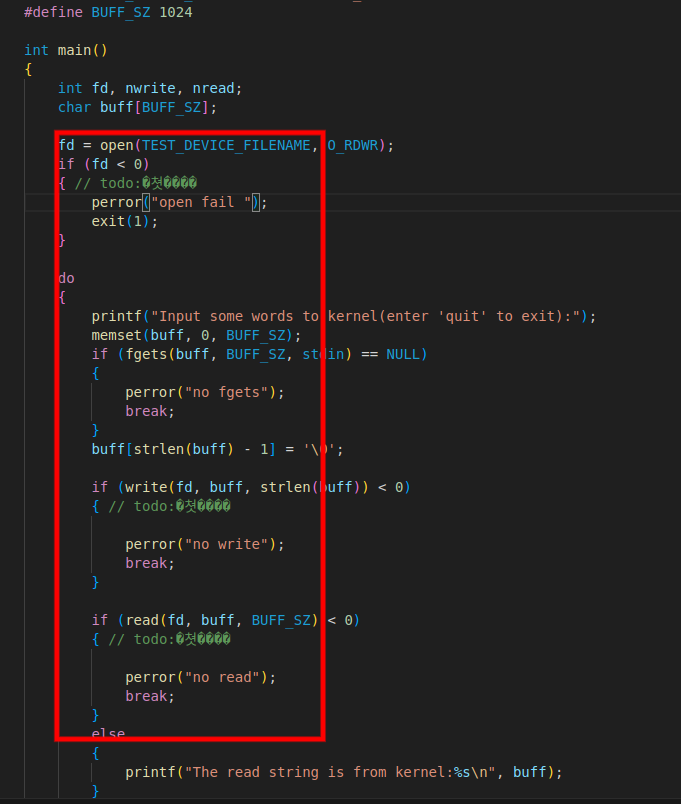 #define BUFF_SZ 1024
int main()
{
int fd, nwrite, nread;
char buff[BUFF_SZ];
fd = open(TEST_DEVICE_FILENAME, O_RDWR);
if (fd < 0)
{ // todo:�쳣����
perror("open fail ");
exit(1);
}
do
{
printf("Input some words to kernel(enter 'quit' to exit):");
memset(buff, 0, BUFF_SZ);
if (fgets(buff, BUFF_SZ, stdin) == NULL)
{
perror("no fgets");
break;
}
buff[strlen(buff) - 1] = '\0';
if (write(fd, buff, strlen(buff)) < 0)
{ // todo:�쳣����
perror("no write");
break;
}
if (read(fd, buff, BUFF_SZ) < 0)
{ // todo:�쳣����
perror("no read");
break;
}
else
{
printf("The read string is from kernel:%s\n", buff);
}